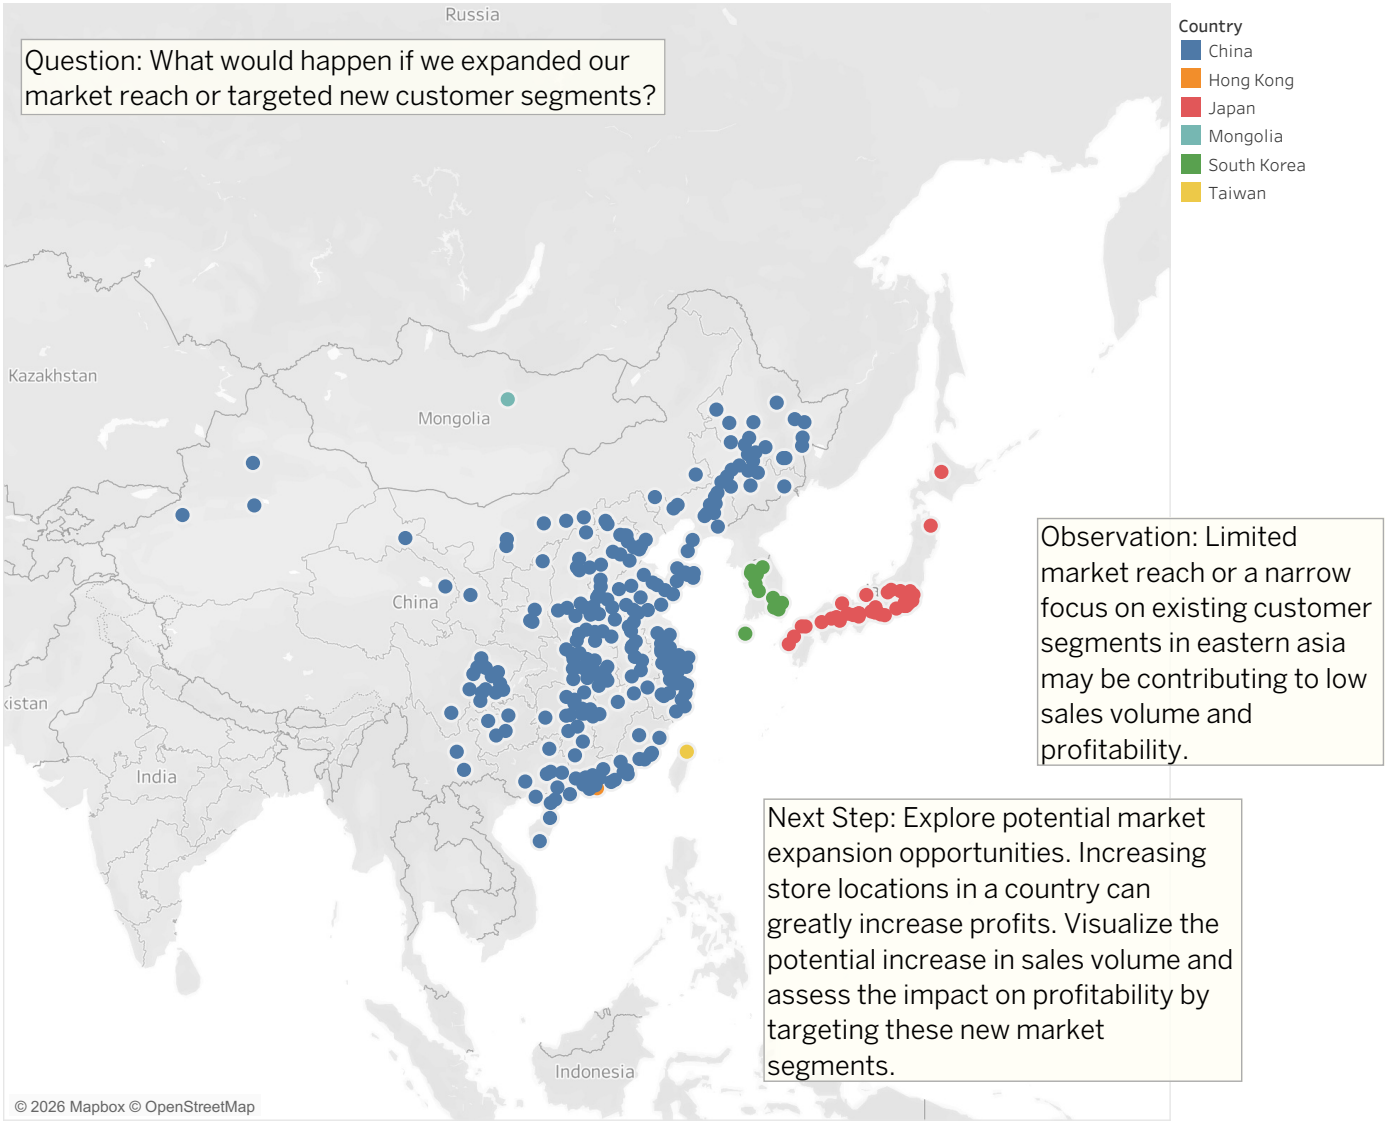 Russia
Question: What would happen if we expanded our
market reach or targeted new customer segments?
Country
China
Hong Kong
Japan
Mongolia
South Korea
Taiwan
Kazakhstan
Mongolia
China
India
Observation: Limited
market reach or a narrow
focus on existing customer
segments in eastern asia
may be contributing to low
sales volume and
profitability.
Next Step: Explore potential market
expansion opportunities. Increasing
store locations in a country can
greatly increase profits. Visualize the
potential increase in sales volume and
assess the impact on profitability by
targeting these new market
segments.
Indonesia
© 2026 Mapbox © OpenStreetMap